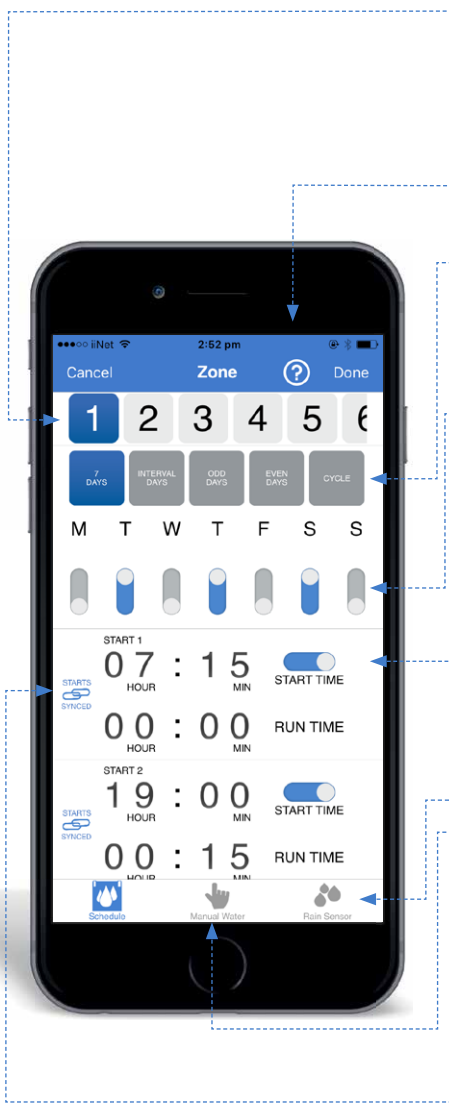 iiNet 2:52 pm
Cancel Zone ? Done
1 2 3 4 5 6
7 DAYS INTERVAL DAYS ODD DAYS EVEN DAYS CYCLE
M T W T F S S
START 1
07 : 15
HOUR MIN START TIME
STARTS SYNCED
00 : 00 RUN TIME
HOUR MIN
START 2
19 : 00
HOUR MIN START TIME
STARTS SYNCED
00 : 15 RUN TIME
HOUR MIN
Schedule Manual Water Rain Sensor